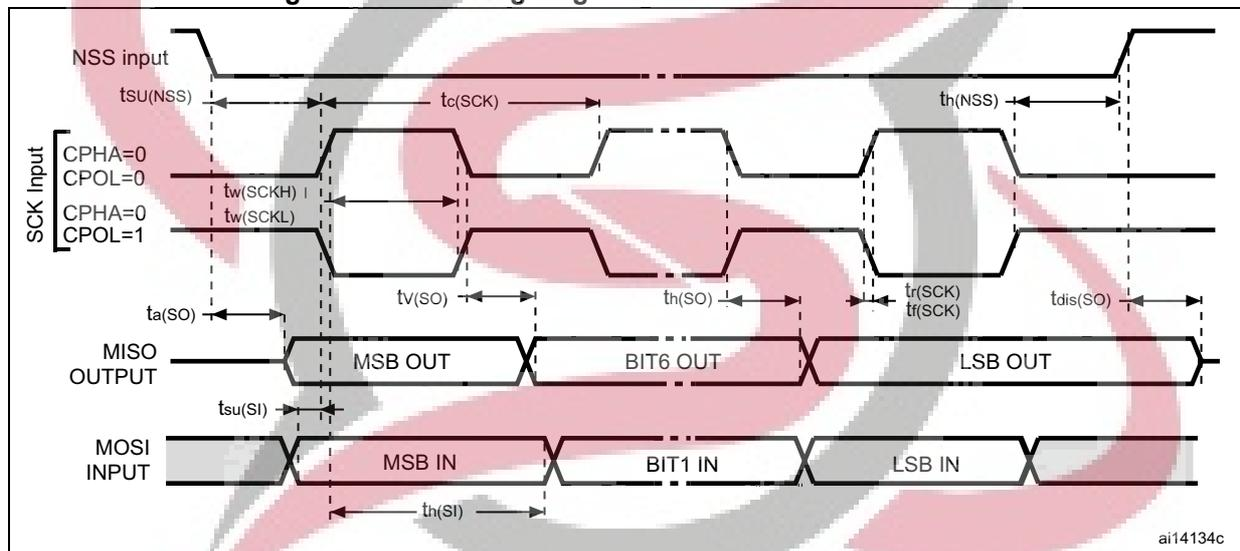 NSS input
tSU(NSS)
tc(SCK)
th(NSS)
SCK Input
CPHA=0
CPOL=0
tw(SCKH)
CPHA=0
tw(SCKL)
CPOL=1
tV(SO)
th(SO)
tr(SCK)
tf(SCK)
tdis(SO)
ta(SO)
MISO
OUTPUT
MSB OUT
BIT6 OUT
LSB OUT
tsu(SI)
MOSI
INPUT
MSB IN
BIT1 IN
LSB IN
th(SI)
ai14134c